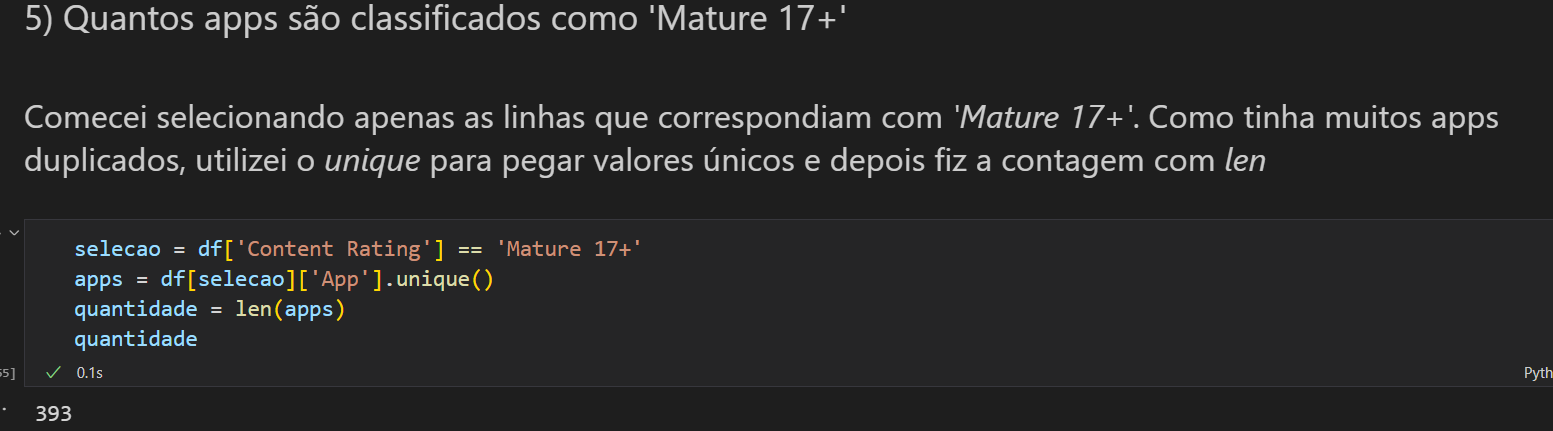 5) Quantos apps são classificados como 'Mature 17+'
Comecei selecionando apenas as linhas que correspondiam com 'Mature 17+'. Como tinha muitos apps
duplicados, utilizei o unique para pegar valores únicos e depois fiz a contagem com len
selecao = df['Content Rating'] == 'Mature 17+'
apps = df[selecao]['App'].unique()
quantidade = len(apps)
quantidade
0.1s
393